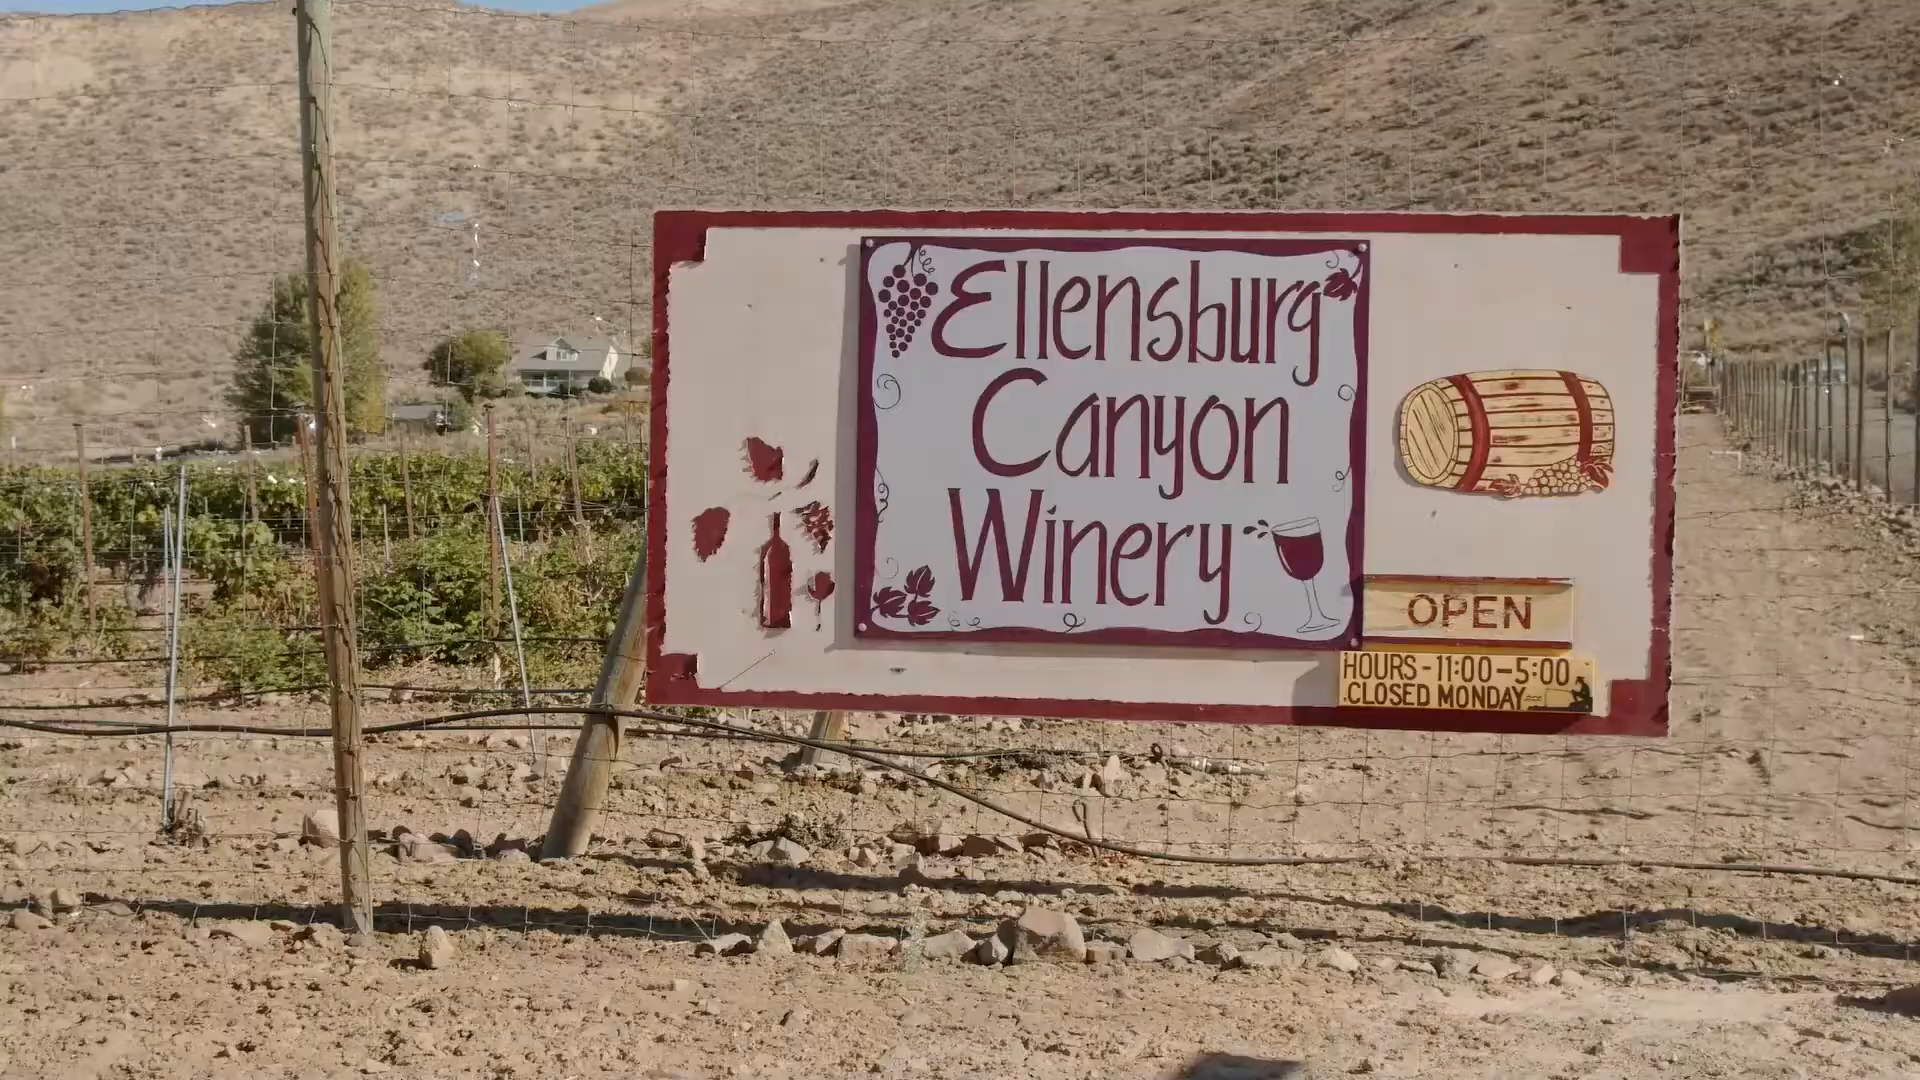 Ellensburg
Canyon
Winery
OPEN
HOURS - 11:00 - 5:00
CLOSED MONDAY